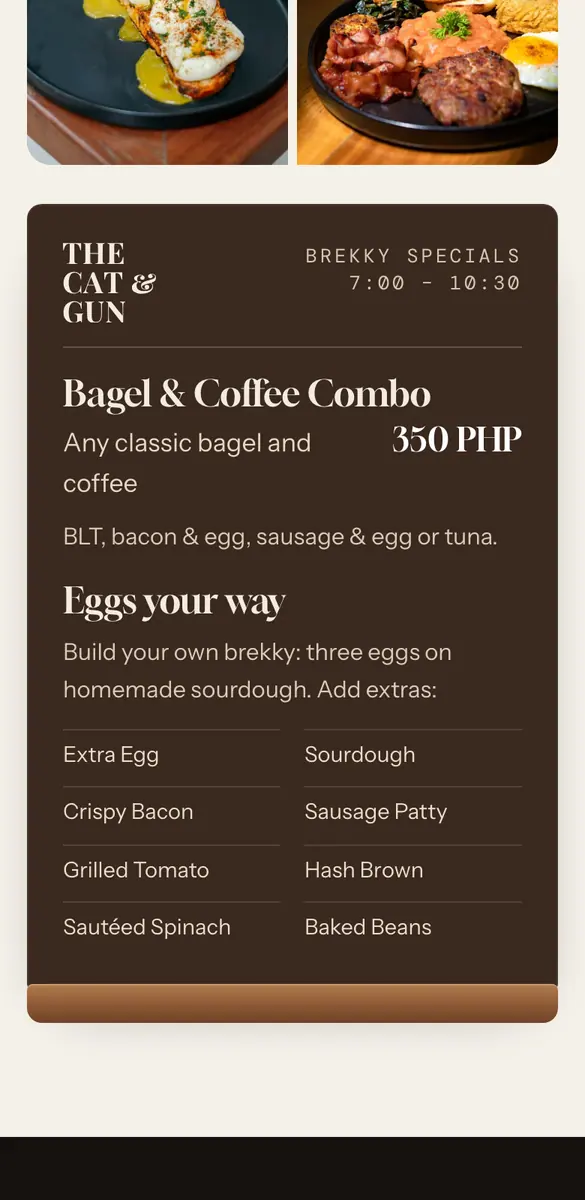 THE
CAT &
GUN
BREKKY SPECIALS
7:00 – 10:30
Bagel & Coffee Combo
Any classic bagel and
coffee
350 PHP
BLT, bacon & egg, sausage & egg or tuna.
Eggs your way
Build your own brekky: three eggs on
homemade sourdough. Add extras:
Extra Egg
Sourdough
Crispy Bacon
Sausage Patty
Grilled Tomato
Hash Brown
Sautéed Spinach
Baked Beans